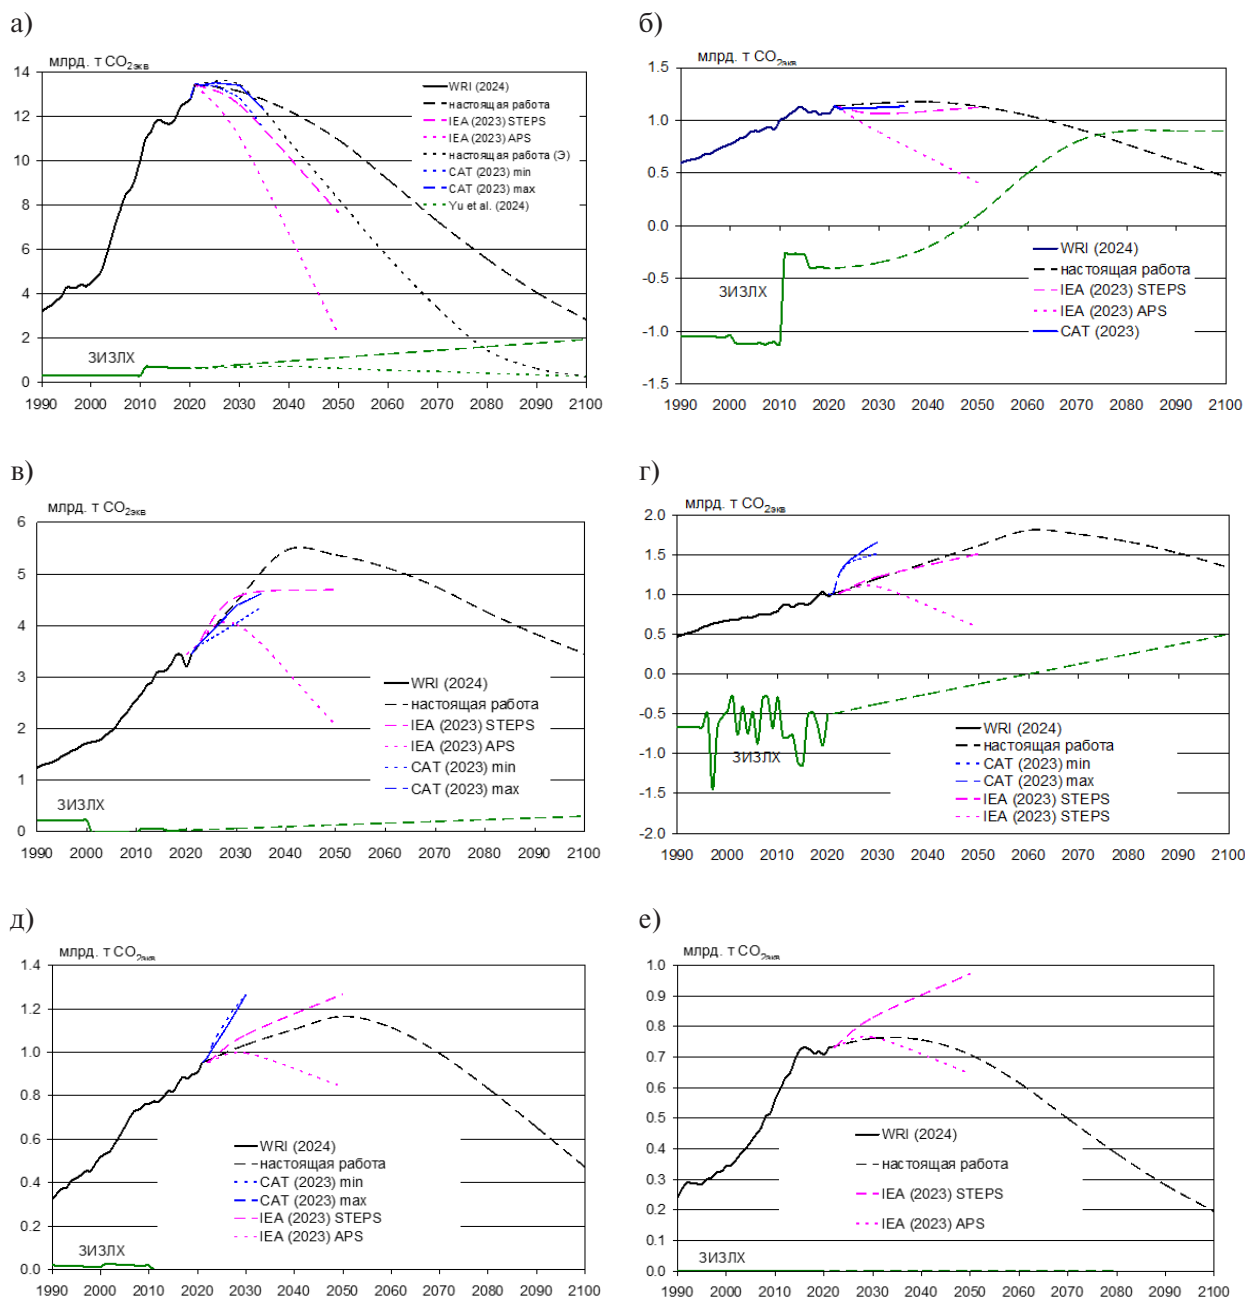 а)
млрд. т CO2экв
14
12
10
8
6
4
2
0
WRI (2024)
настоящая работа
IEA (2023) STEPS
IEA (2023) APS
настоящая работа (Э)
CAT (2023) min
CAT (2023) max
Yu et al. (2024)
ЗИЗЛХ
1990 2000 2010 2020 2030 2040 2050 2060 2070 2080 2090 2100
б)
млрд. т CO2экв
1.5
1.0
0.5
0.0
-0.5
-1.0
-1.5
ЗИЗЛХ
WRI (2024)
настоящая работа
IEA (2023) STEPS
IEA (2023) APS
CAT (2023)
1990 2000 2010 2020 2030 2040 2050 2060 2070 2080 2090 2100
в)
млрд. т CO2экв
6
5
4
3
2
1
0
WRI (2024)
настоящая работа
IEA (2023) STEPS
IEA (2023) APS
CAT (2023) min
CAT (2023) max
ЗИЗЛХ
1990 2000 2010 2020 2030 2040 2050 2060 2070 2080 2090 2100
г)
млрд. т CO2экв
2.0
1.5
1.0
0.5
0.0
-0.5
-1.0
-1.5
-2.0
ЗИЗЛХ
WRI (2024)
настоящая работа
CAT (2023) min
CAT (2023) max
IEA (2023) STEPS
IEA (2023) STEPS
1990 2000 2010 2020 2030 2040 2050 2060 2070 2080 2090 2100
д)
млрд. т CO2экв
1.4
1.2
1.0
0.8
0.6
0.4
0.2
0.0
WRI (2024)
настоящая работа
CAT (2023) min
CAT (2023) max
IEA (2023) STEPS
IEA (2023) APS
ЗИЗЛХ
1990 2000 2010 2020 2030 2040 2050 2060 2070 2080 2090 2100
е)
млрд. т CO2экв
1.0
0.9
0.8
0.7
0.6
0.5
0.4
0.3
0.2
0.1
0.0
WRI (2024)
настоящая работа
IEA (2023) STEPS
IEA (2023) APS
ЗИЗЛХ
1990 2000 2010 2020 2030 2040 2050 2060 2070 2080 2090 2100